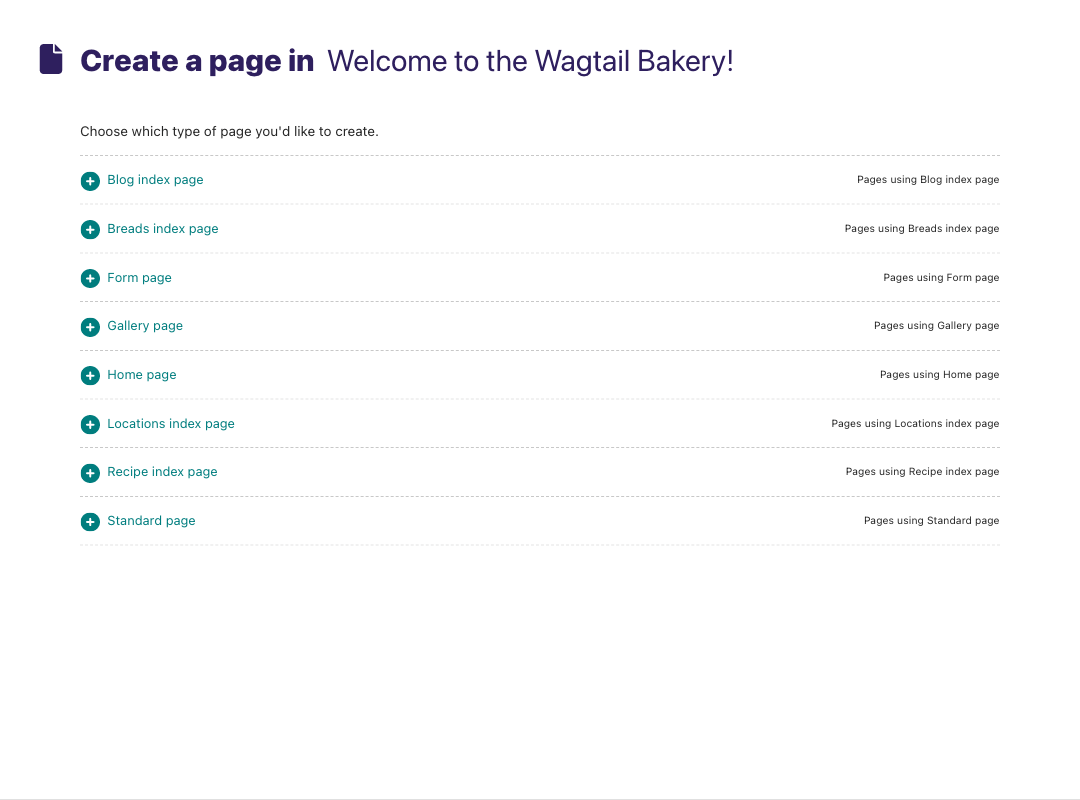 Create a page in Welcome to the Wagtail Bakery!
Choose which type of page you'd like to create.
Blog index page Pages using Blog index page
Breads index page Pages using Breads index page
Form page Pages using Form page
Gallery page Pages using Gallery page
Home page Pages using Home page
Locations index page Pages using Locations index page
Recipe index page Pages using Recipe index page
Standard page Pages using Standard page